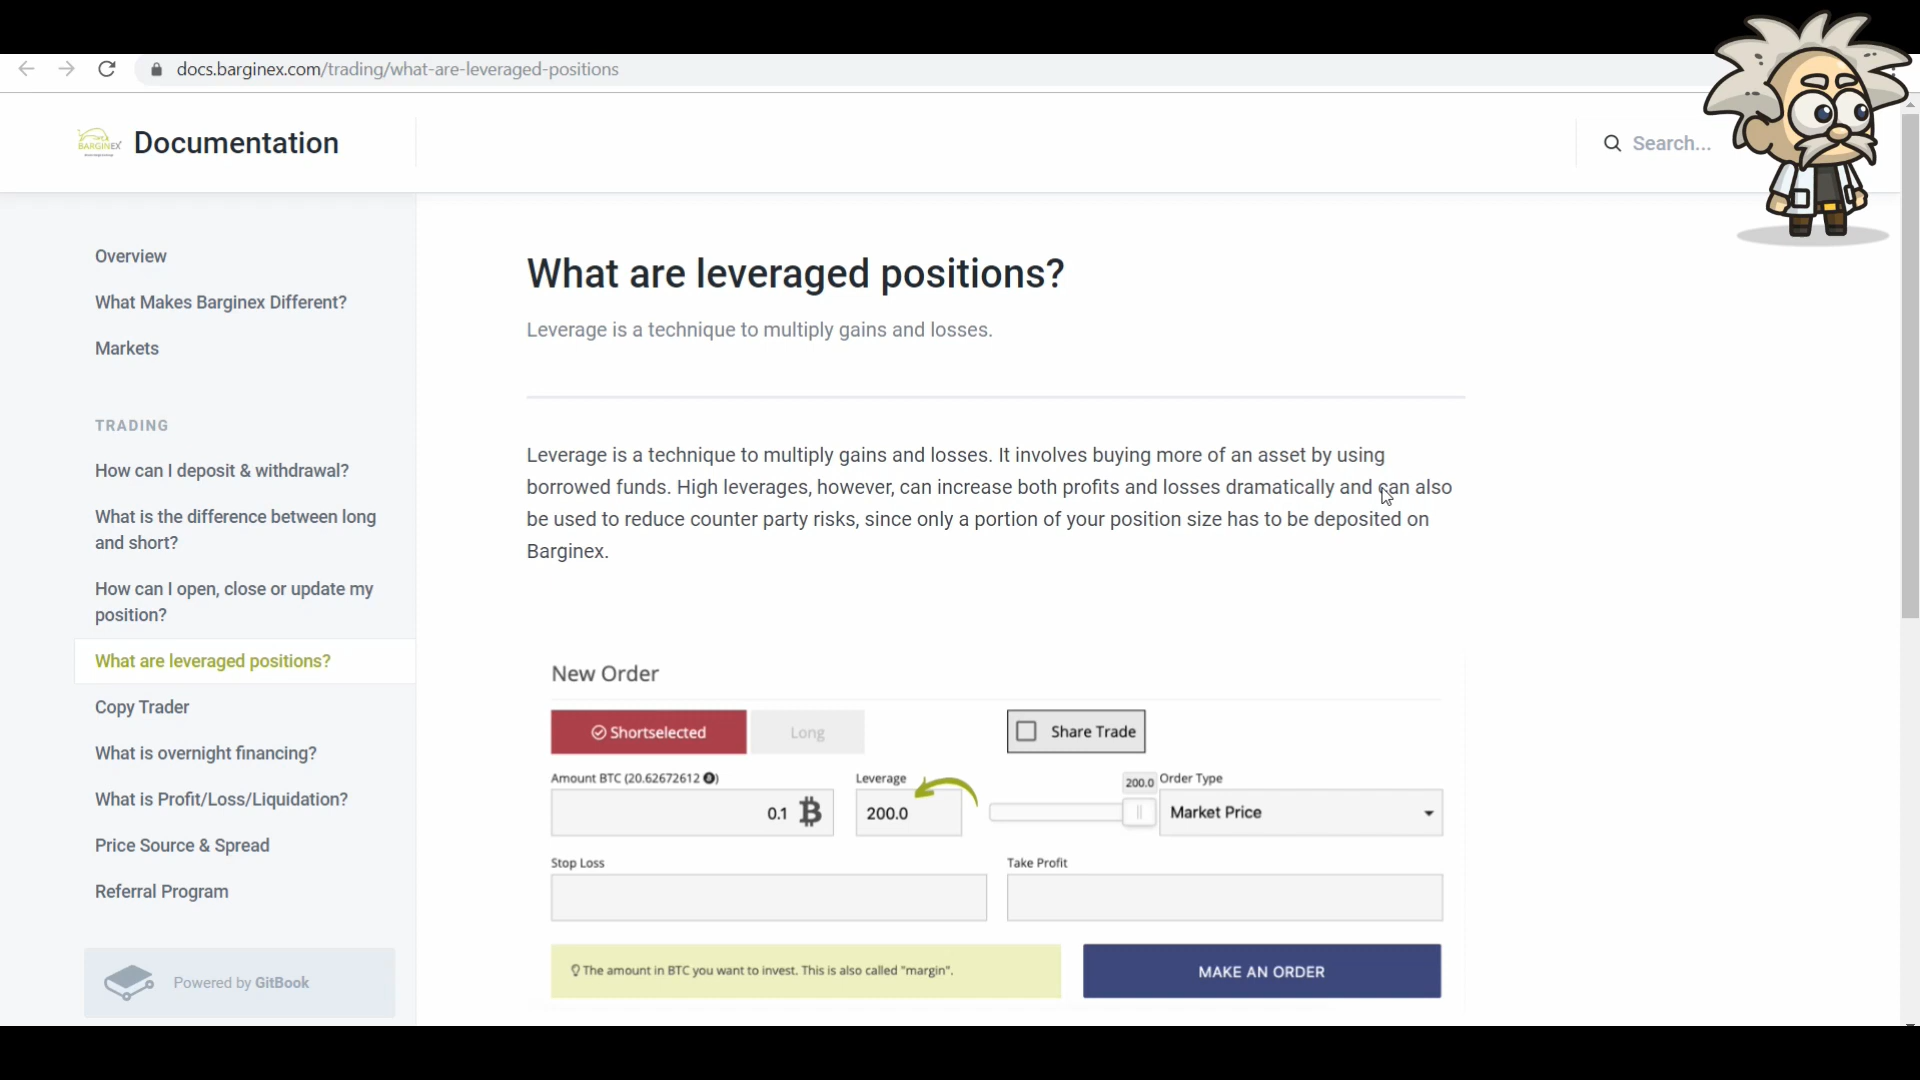 docs.barginex.com/trading/what-are-leveraged-positions
BARGINEX
Documentation
Search...
Overview
What Makes Barginex Different?
Markets
TRADING
How can I deposit & withdrawal?
What is the difference between long
and short?
How can I open, close or update my
position?
What are leveraged positions?
Copy Trader
What is overnight financing?
What is Profit/Loss/Liquidation?
Price Source & Spread
Referral Program
Powered by GitBook
What are leveraged positions?
Leverage is a technique to multiply gains and losses.
Leverage is a technique to multiply gains and losses. It involves buying more of an asset by using
borrowed funds. High leverages, however, can increase both profits and losses dramatically and can also
be used to reduce counter party risks, since only a portion of your position size has to be deposited on
Barginex.
New Order
Shortselected
Long
Share Trade
Amount BTC (20.62672612 ₿)
Leverage
200.0
Order Type
0.1
200.0
Market Price
Stop Loss
Take Profit
The amount in BTC you want to invest. This is also called "margin".
MAKE AN ORDER